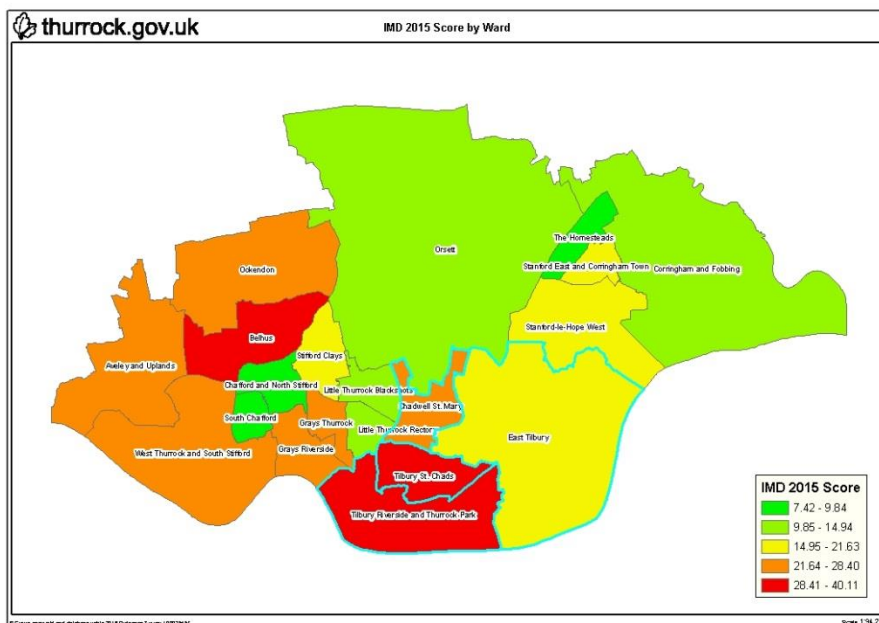 thurrock.gov.uk
IMD 2015 Score by Ward
Orsett
The Homesteads
Stanford East and Corringham Town
Corringham and Fobbing
Ockendon
Stanford-le-Hope West
Belhus
Stifford Clays
Aveley and Uplands
Chafford and North Stifford
Little Thurrock Blackshots
Chadwell St. Mary
South Chafford
Grays Thurrock
Little Thurrock Rector
East Tilbury
West Thurrock and South Stifford
Grays Riverside
Tilbury St. Chads
Tilbury Riverside and Thurrock Park
IMD 2015 Score
7.42 - 9.84
9.85 - 14.94
14.95 - 21.63
21.64 - 28.40
28.41 - 40.11